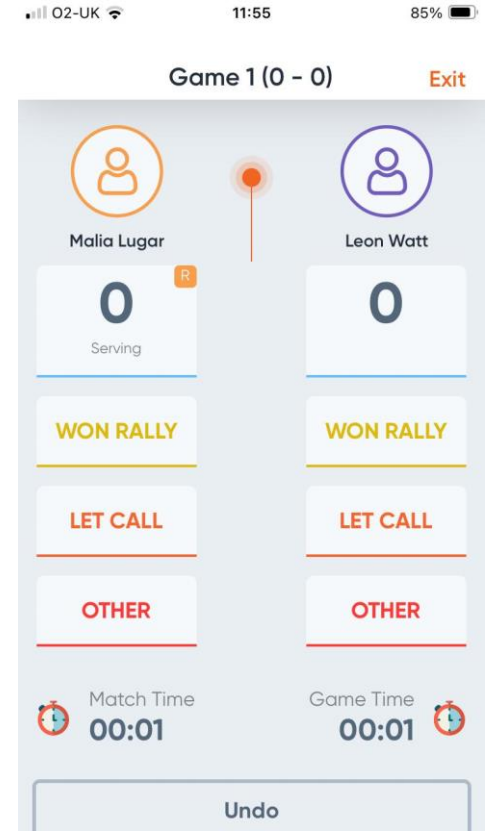 O2-UK 11:55 85%
Game 1 (0 - 0) Exit
Malia Lugar Leon Watt
R
0 0
Serving
WON RALLY WON RALLY
LET CALL LET CALL
OTHER OTHER
Match Time Game Time
00:01 00:01
Undo